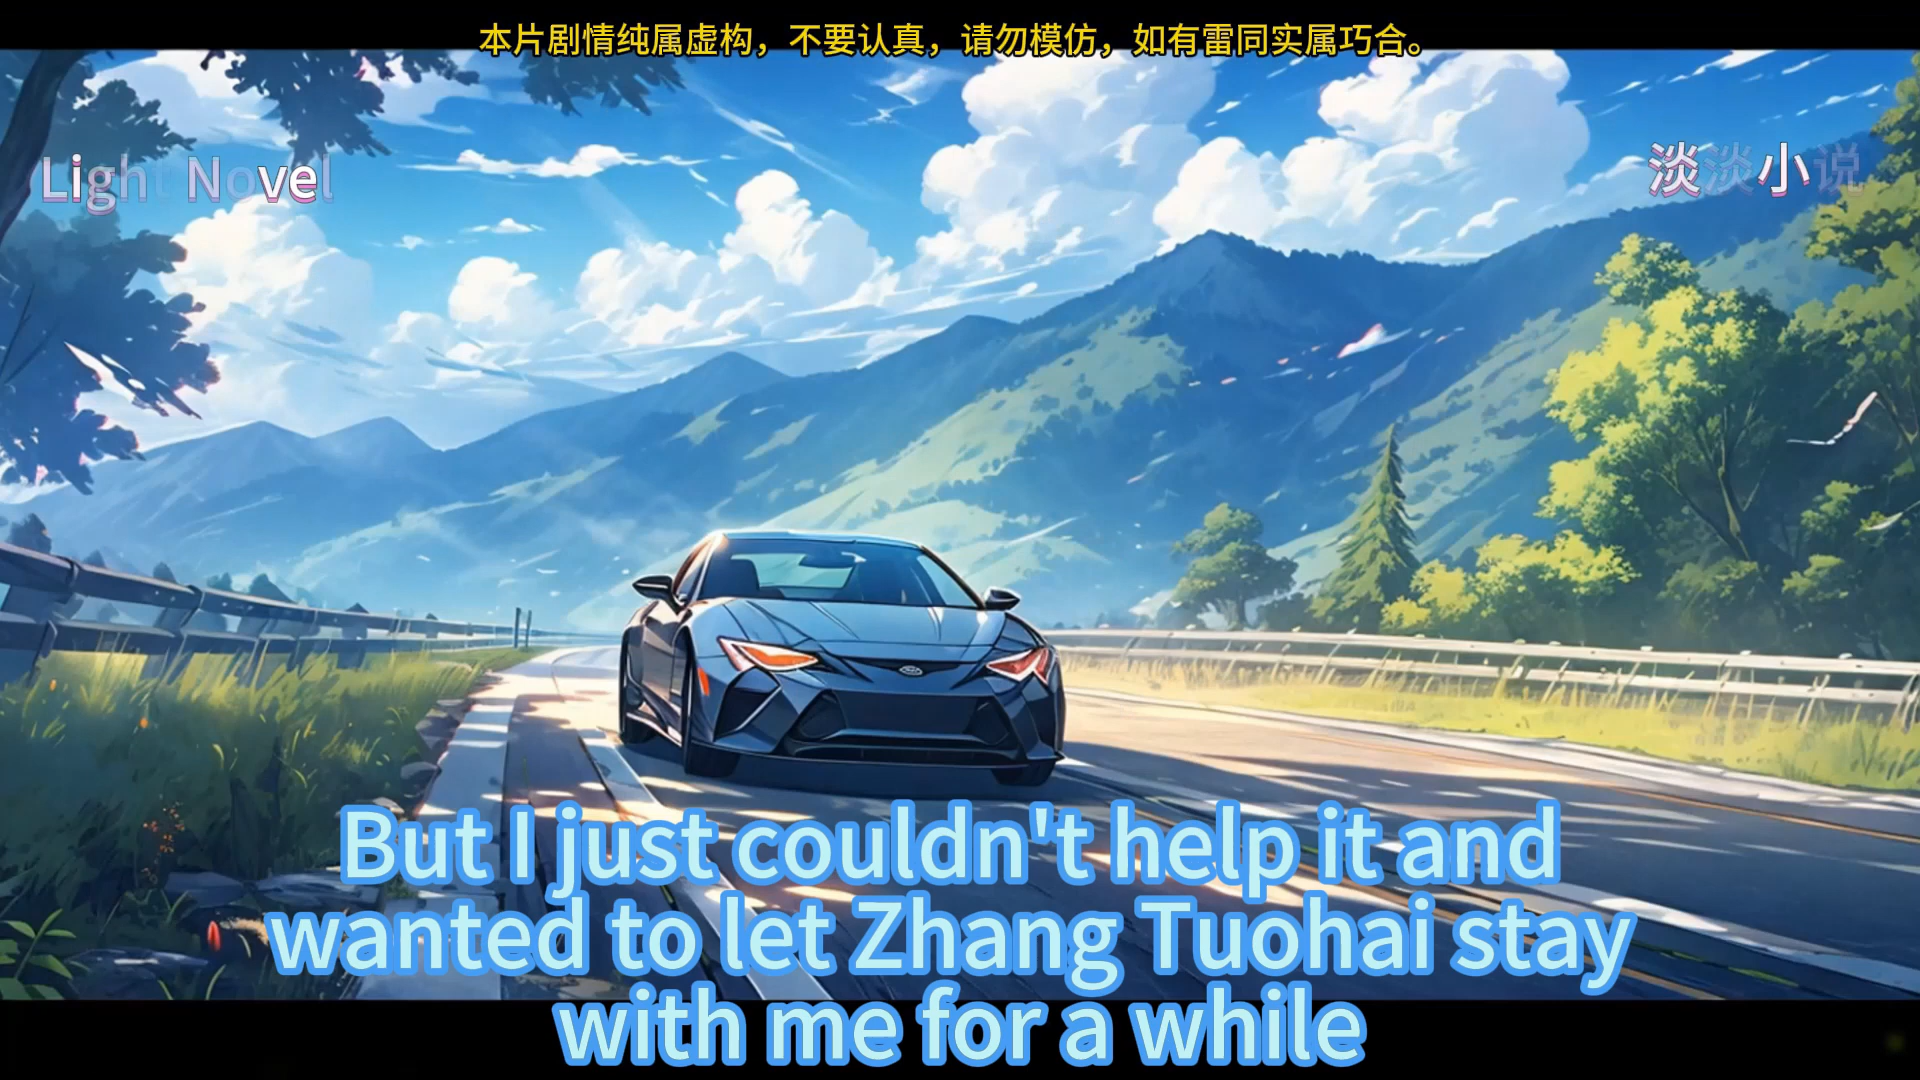 本片剧情纯属虚构，不要认真，请勿模仿，如有雷同实属巧合。
Light Novel
淡淡小说
But I just couldn't help it and
wanted to let Zhang Tuohai stay
with me for a while